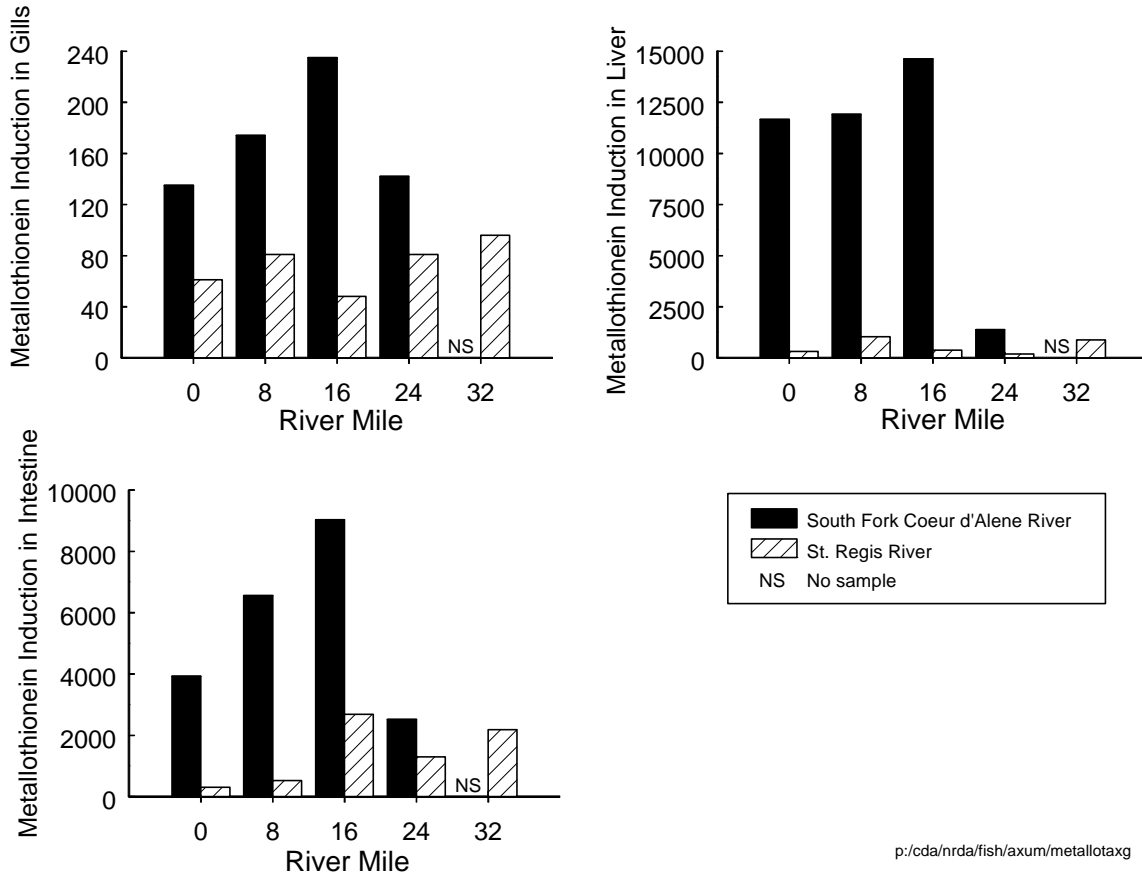 Metallothionein Induction in Gills
240
200
160
120
80
40
0
NS
0 8 16 24 32
River Mile
Metallothionein Induction in Liver
15000
12500
10000
7500
5000
2500
0
NS
0 8 16 24 32
River Mile
Metallothionein Induction in Intestine
10000
8000
6000
4000
2000
0
NS
0 8 16 24 32
River Mile
South Fork Coeur d'Alene River
St. Regis River
NS No sample
p:/cda/nrda/fish/axum/metallotaxg